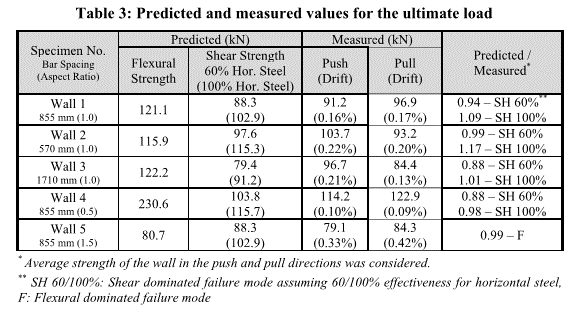 Table 3: Predicted and measured values for the ultimate load
Specimen No. Bar Spacing (Aspect Ratio) | Predicted (kN) | Measured (kN) | Predicted / Measured*
Flexural Strength | Shear Strength 60% Hor. Steel (100% Hor. Steel) | Push (Drift) | Pull (Drift)
Wall 1 855 mm (1.0) | 121.1 | 88.3 (102.9) | 91.2 (0.16%) | 96.9 (0.17%) | 0.94 – SH 60%** 1.09 – SH 100%
Wall 2 570 mm (1.0) | 115.9 | 97.6 (115.3) | 103.7 (0.22%) | 93.2 (0.20%) | 0.99 – SH 60% 1.17 – SH 100%
Wall 3 1710 mm (1.0) | 122.2 | 79.4 (91.2) | 96.7 (0.21%) | 84.4 (0.13%) | 0.88 – SH 60% 1.01 – SH 100%
Wall 4 855 mm (0.5) | 230.6 | 103.8 (115.7) | 114.2 (0.10%) | 122.9 (0.09%) | 0.88 – SH 60% 0.98 – SH 100%
Wall 5 855 mm (1.5) | 80.7 | 88.3 (102.9) | 79.1 (0.33%) | 84.3 (0.42%) | 0.99 – F
* Average strength of the wall in the push and pull directions was considered.
** SH 60/100%: Shear dominated failure mode assuming 60/100% effectiveness for horizontal steel,
F: Flexural dominated failure mode